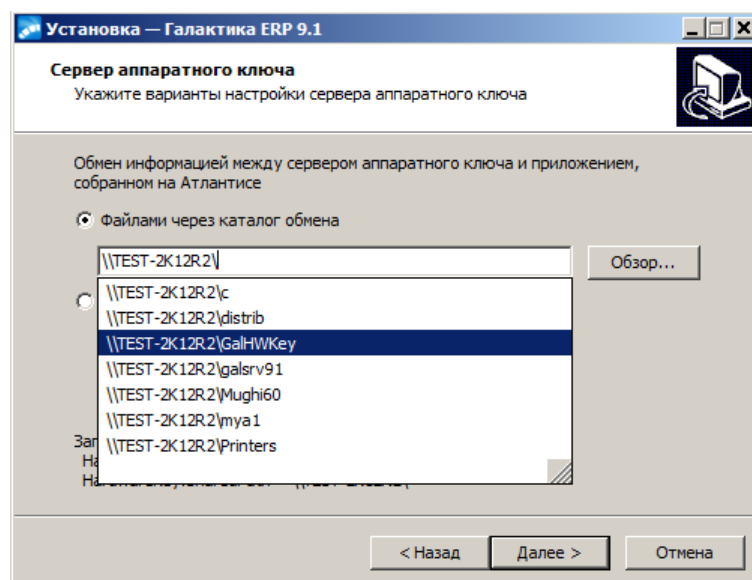 Установка — Галактика ERP 9.1
Сервер аппаратного ключа
Укажите варианты настройки сервера аппаратного ключа
Обмен информацией между сервером аппаратного ключа и приложением,
собранном на Атлантисе
Файлами через каталог обмена
\\TEST-2K12R2\
Обзор...
\\TEST-2K12R2\c
\\TEST-2K12R2\distrib
\\TEST-2K12R2\GalHWKey
\\TEST-2K12R2\galsrv91
\\TEST-2K12R2\Mughi60
\\TEST-2K12R2\mya1
\\TEST-2K12R2\Printers
< Назад
Далее >
Отмена